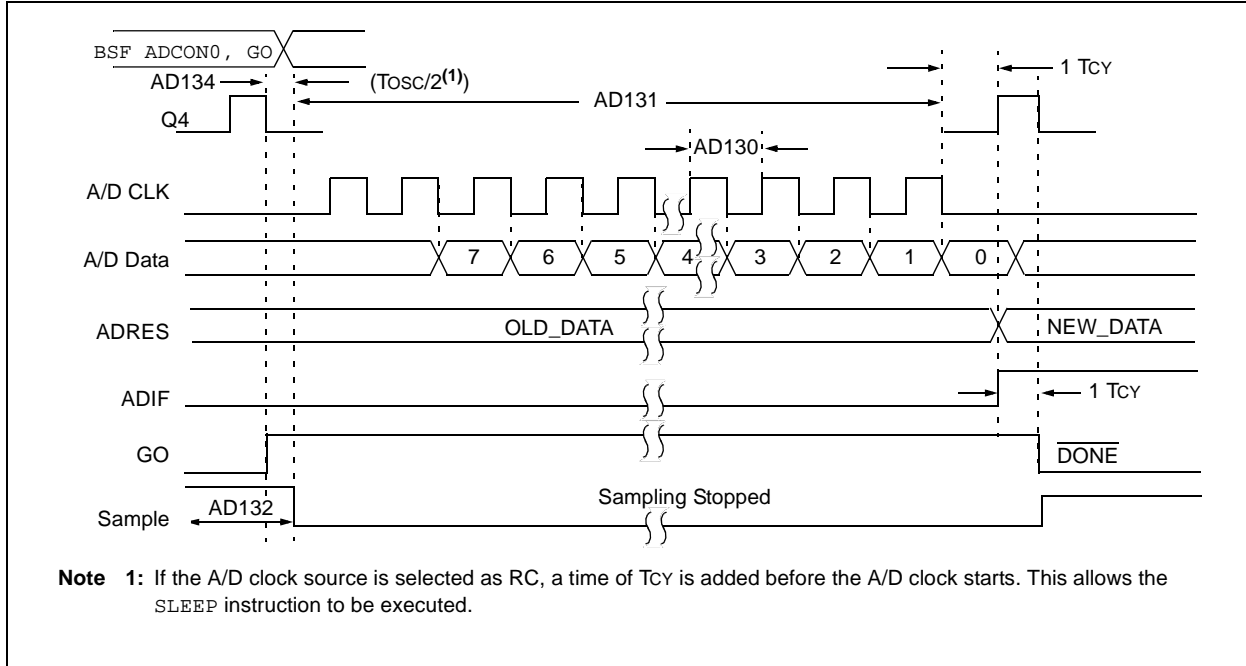 BSF ADCON0, GO
AD134
(TOSC/2(1))
1 TCY
AD131
Q4
AD130
A/D CLK
A/D Data
7 6 5 4 3 2 1 0
ADRES
OLD_DATA
NEW_DATA
ADIF
1 TCY
GO
DONE
Sampling Stopped
AD132
Sample
Note 1: If the A/D clock source is selected as RC, a time of TCY is added before the A/D clock starts. This allows the
SLEEP instruction to be executed.